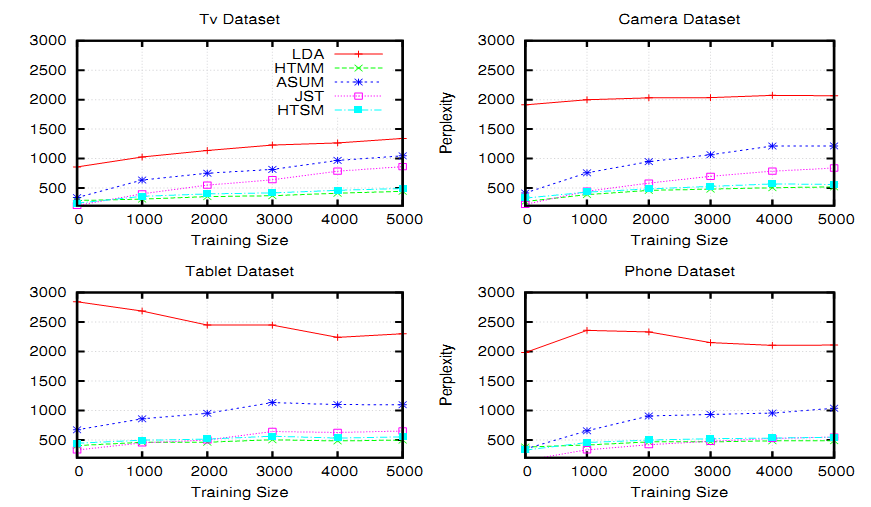 Tv Dataset
3000
2500
2000
1500
1000
500
0 1000 2000 3000 4000 5000
Training Size
LDA
HTMM
ASUM
JST
HTSM
Camera Dataset
Perplexity
3000
2500
2000
1500
1000
500
0 1000 2000 3000 4000 5000
Training Size
Tablet Dataset
3000
2500
2000
1500
1000
500
0 1000 2000 3000 4000 5000
Training Size
Phone Dataset
Perplexity
3000
2500
2000
1500
1000
500
0 1000 2000 3000 4000 5000
Training Size